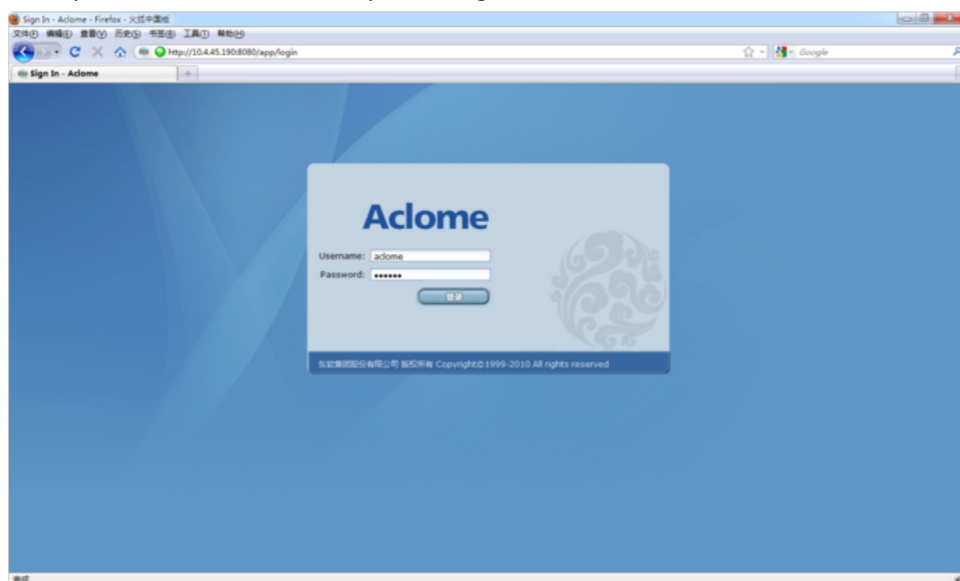 Sign In - Aclome - Firefox - 火狐中国版
文件(F) 编辑(E) 查看(V) 历史(S) 书签(B) 工具(T) 帮助(H)
http://10.4.45.190:8080/app/login
Google
Sign In - Aclome
Aclome
Username: aclome
Password: ••••••
登录
东软集团股份有限公司 版权所有 Copyright©1999-2010 All rights reserved
完成